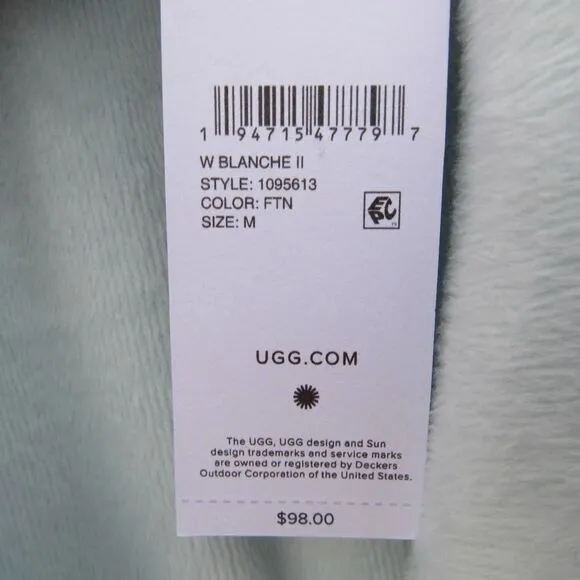 1 94715 47779 7
W BLANCHE II
STYLE: 1095613
COLOR: FTN
SIZE: M
EPC
UGG.COM
The UGG, UGG design and Sun
design trademarks and service marks
are owned or registered by Deckers
Outdoor Corporation of the United States.
$98.00